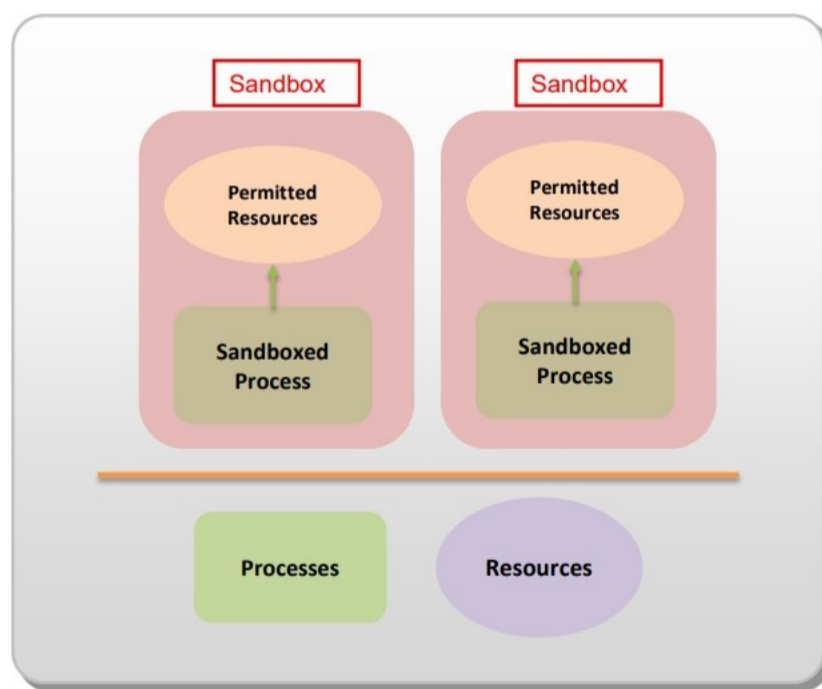 Sandbox
Sandbox
Permitted
Resources
Permitted
Resources
Sandboxed
Process
Sandboxed
Process
Processes
Resources